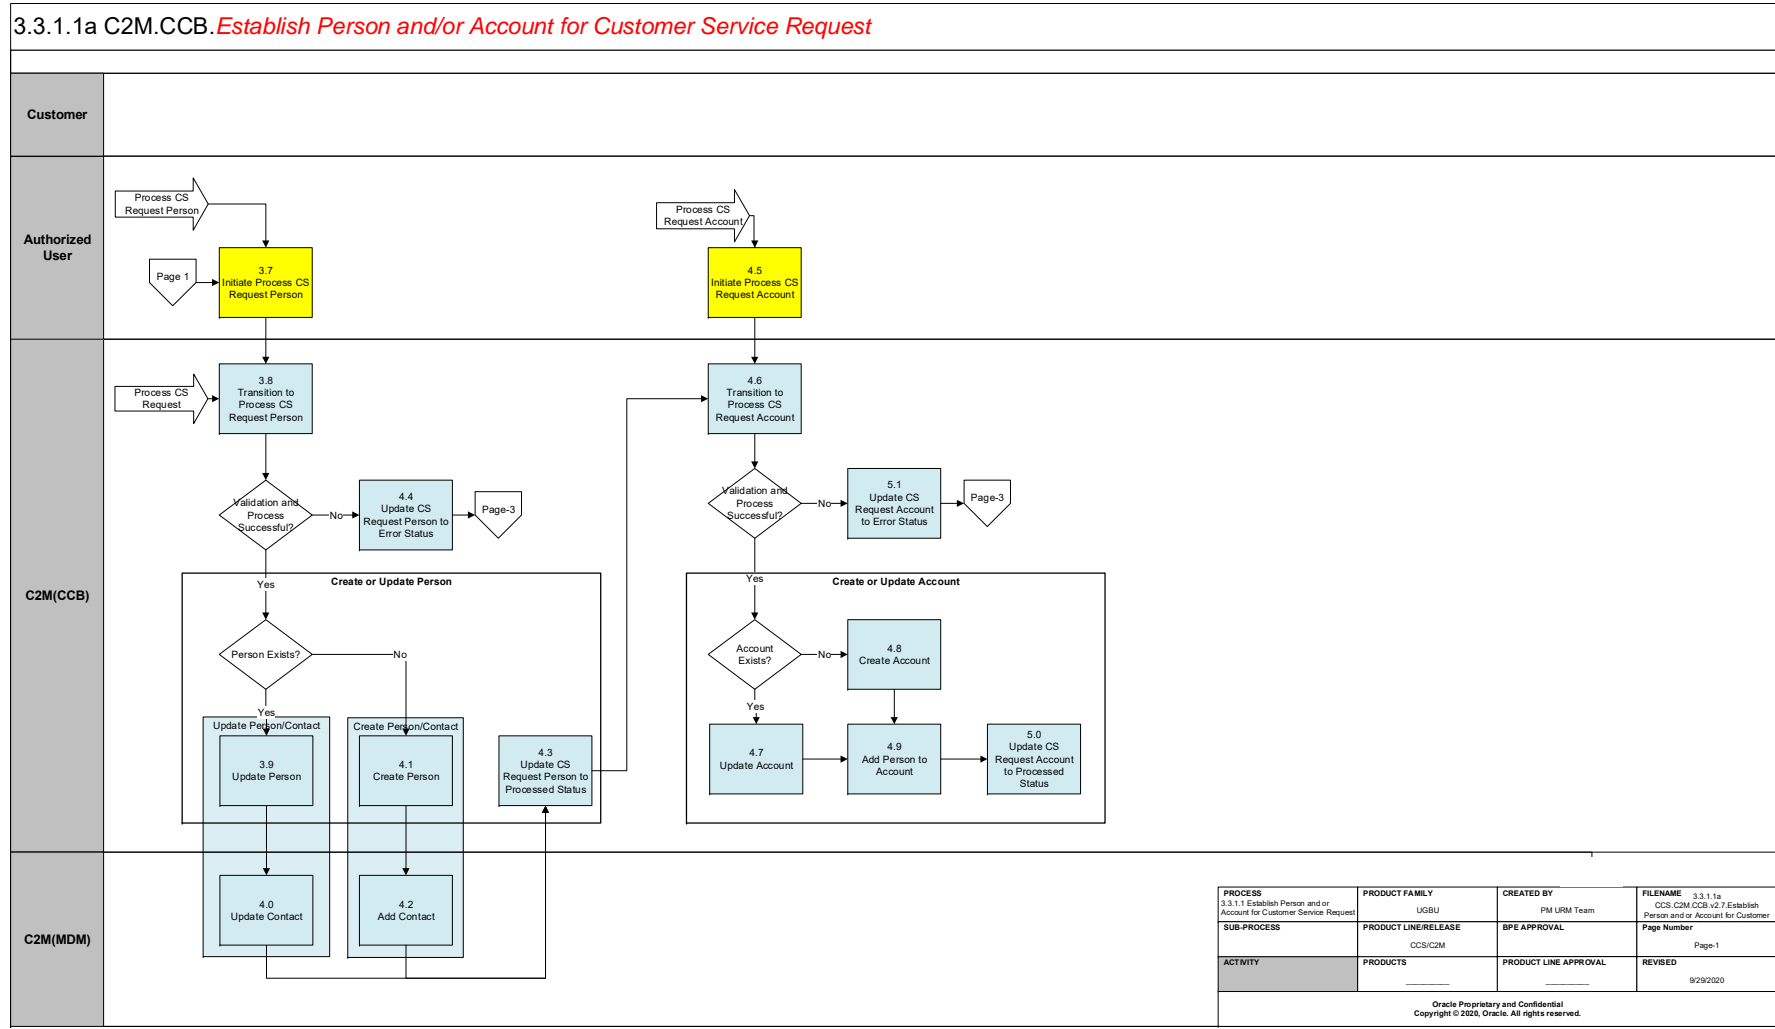 3.3.1.1a C2M.CCB.Establish Person and/or Account for Customer Service Request
Customer
Authorized
User
Process CS
Request Person
Page 1
3.7
Initiate Process CS
Request Person
Process CS
Request Account
4.5
Initiate Process CS
Request Account
C2M(CCB)
Process CS
Request
3.8
Transition to
Process CS
Request Person
Validation and
Process
Successful?
No
4.4
Update CS
Request Person to
Error Status
Page-3
Yes
Create or Update Person
Person Exists?
No
Yes
Update Person/Contact
Create Person/Contact
3.9
Update Person
4.1
Create Person
4.3
Update CS
Request Person to
Processed Status
4.6
Transition to
Process CS
Request Account
Validation and
Process
Successful?
No
5.1
Update CS
Request Account
to Error Status
Page-3
Yes
Create or Update Account
Account
Exists?
No
4.8
Create Account
Yes
4.7
Update Account
4.9
Add Person to
Account
5.0
Update CS
Request Account
to Processed
Status
C2M(MDM)
4.0
Update Contact
4.2
Add Contact
PROCESS
3.3.1.1 Establish Person and or
Account for Customer Service Request
PRODUCT FAMILY
UGBU
CREATED BY
PM URM Team
FILENAME 3.3.1.1a
CCS.C2M.CCB.v2.7.Establish
Person and or Account for Customer
SUB-PROCESS
PRODUCT LINE/RELEASE
CCS/C2M
BPE APPROVAL
Page Number
Page-1
ACTIVITY
PRODUCTS
PRODUCT LINE APPROVAL
REVISED
9/29/2020
Oracle Proprietary and Confidential
Copyright © 2020, Oracle. All rights reserved.